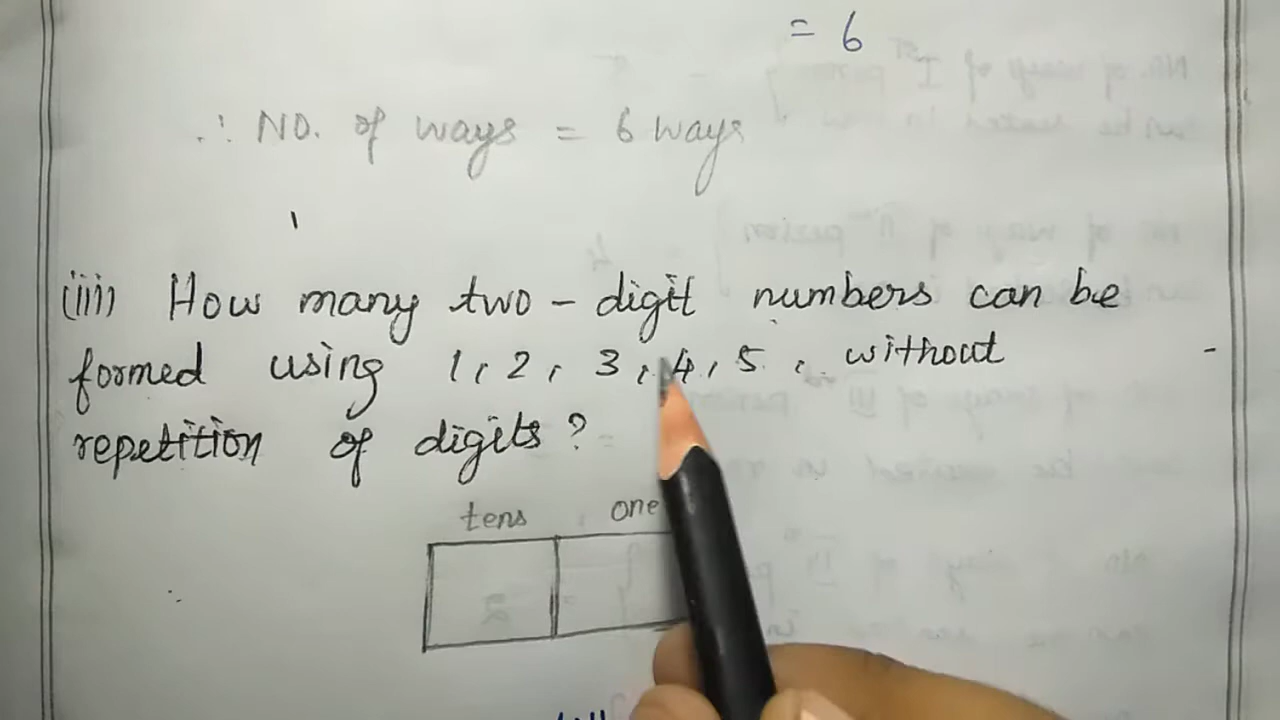 = 6
∴ NO. of ways = 6 ways
(iii) How many two - digit numbers can be
formed using 1, 2, 3, 4, 5, without
repetition of digits?
tens one